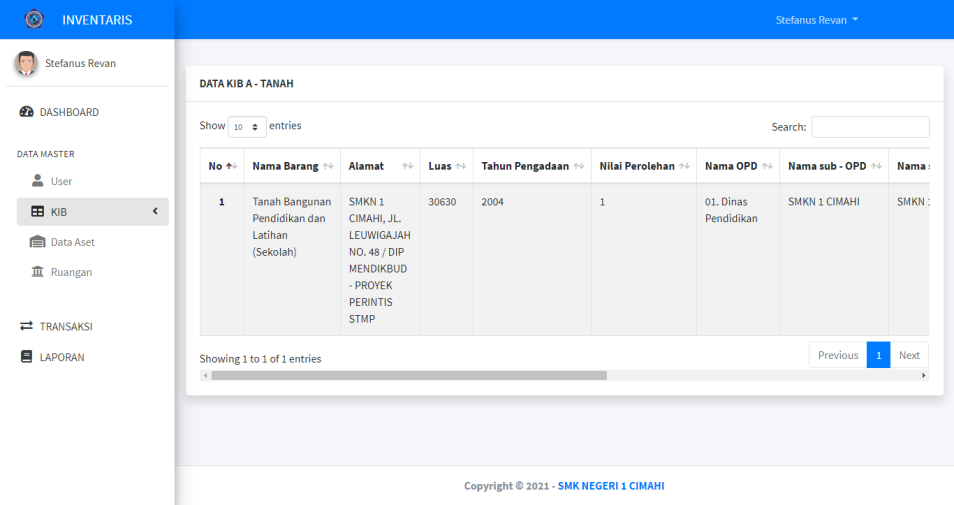 INVENTARIS
Stefanus Revan
Stefanus Revan
DASHBOARD
DATA MASTER
User
KIB
Data Aset
Ruangan
TRANSAKSI
LAPORAN
DATA KIB A - TANAH
Show 10 entries
Search:
No Nama Barang Alamat Luas Tahun Pengadaan Nilai Perolehan Nama OPD Nama sub - OPD Nama
1 Tanah Bangunan SMKN 1 30630 2004 1 01. Dinas SMKN 1 CIMAHI SMKN
Pendidikan dan CIMAHI, JL. Pendidikan
Latihan LEUWIGAJAH
(Sekolah) NO. 48 / DIP
MENDIKBUD
- PROYEK
PERINTIS
STMP
Showing 1 to 1 of 1 entries
Previous 1 Next
Copyright © 2021 - SMK NEGERI 1 CIMAHI